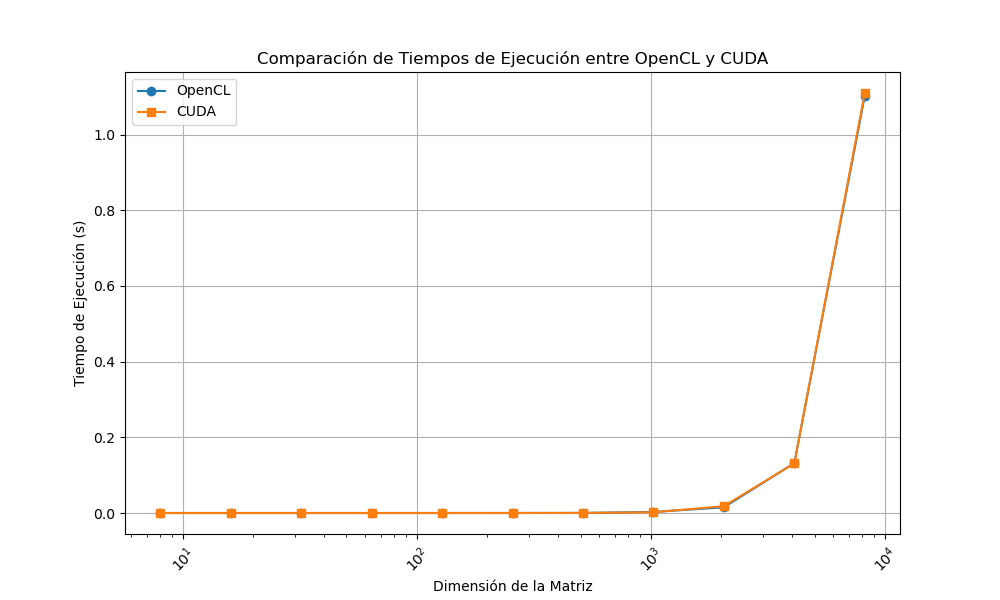 Comparación de Tiempos de Ejecución entre OpenCL y CUDA
OpenCL
CUDA
Tiempo de Ejecución (s)
1.0
0.8
0.6
0.4
0.2
0.0
10¹
10²
10³
10⁴
Dimensión de la Matriz